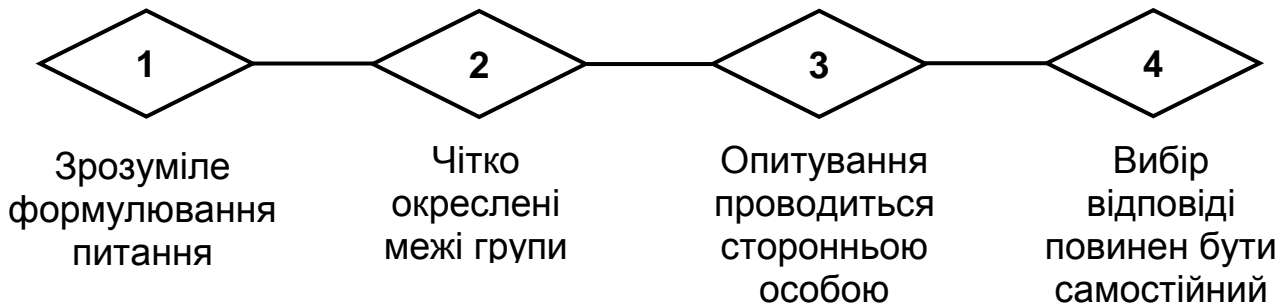 1
Зрозуміле
формулювання
питання
2
Чітко
окреслені
межі групи
3
Опитування
проводиться
сторонньою
особою
4
Вибір
відповіді
повинен бути
самостійний